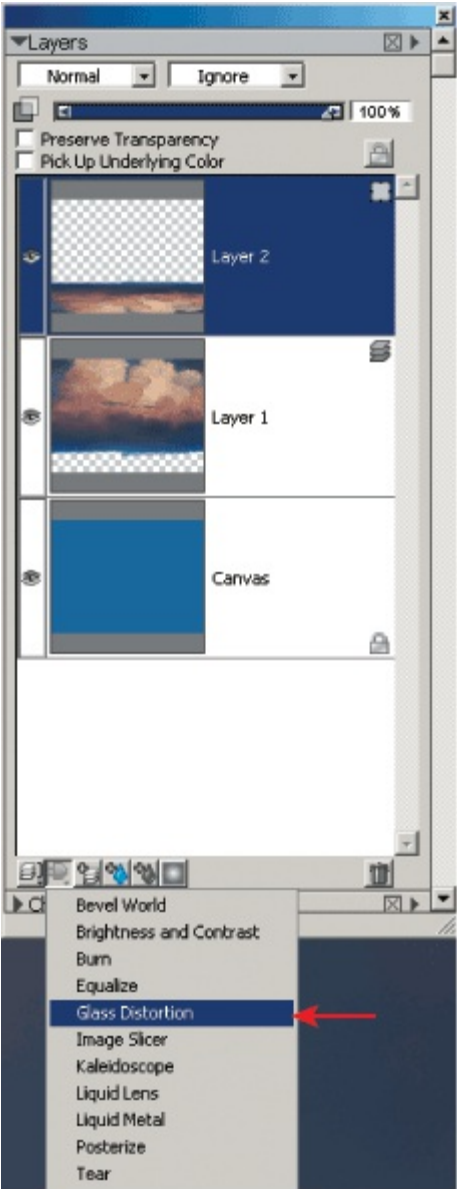 Layers
Normal Ignore
100%
Preserve Transparency
Pick Up Underlying Color
Layer 2
Layer 1
Canvas
Bevel World
Brightness and Contrast
Burn
Equalize
Glass Distortion
Image Slicer
Kaleidoscope
Liquid Lens
Liquid Metal
Posterize
Tear